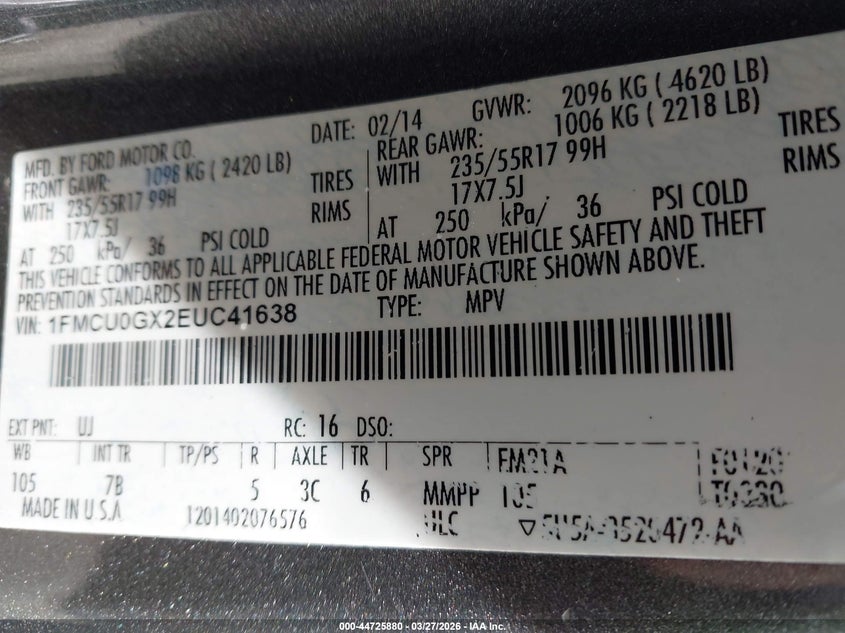 MFD. BY FORD MOTOR CO. DATE: 02/14 GVWR: 2096 KG ( 4620 LB)
FRONT GAWR: 1098 KG ( 2420 LB) REAR GAWR: 1006 KG ( 2218 LB)
WITH 235/55R17 99H TIRES WITH 235/55R17 99H TIRES
17X7.5J RIMS 17X7.5J RIMS
AT 250 kPa/ 36 PSI COLD AT 250 kPa/ 36 PSI COLD
THIS VEHICLE CONFORMS TO ALL APPLICABLE FEDERAL MOTOR VEHICLE SAFETY AND THEFT
PREVENTION STANDARDS IN EFFECT ON THE DATE OF MANUFACTURE SHOWN ABOVE.
VIN: 1FMCU0GX2EUC41638 TYPE: MPV
EXT PNT: UJ RC: 16 DSO:
WB INT TR TP/PS R AXLE TR SPR
105 7B 5 3C 6 MMPP
MADE IN U.S.A 1201402076576
000-44725880 — 03/27/2026 — IAA Inc.